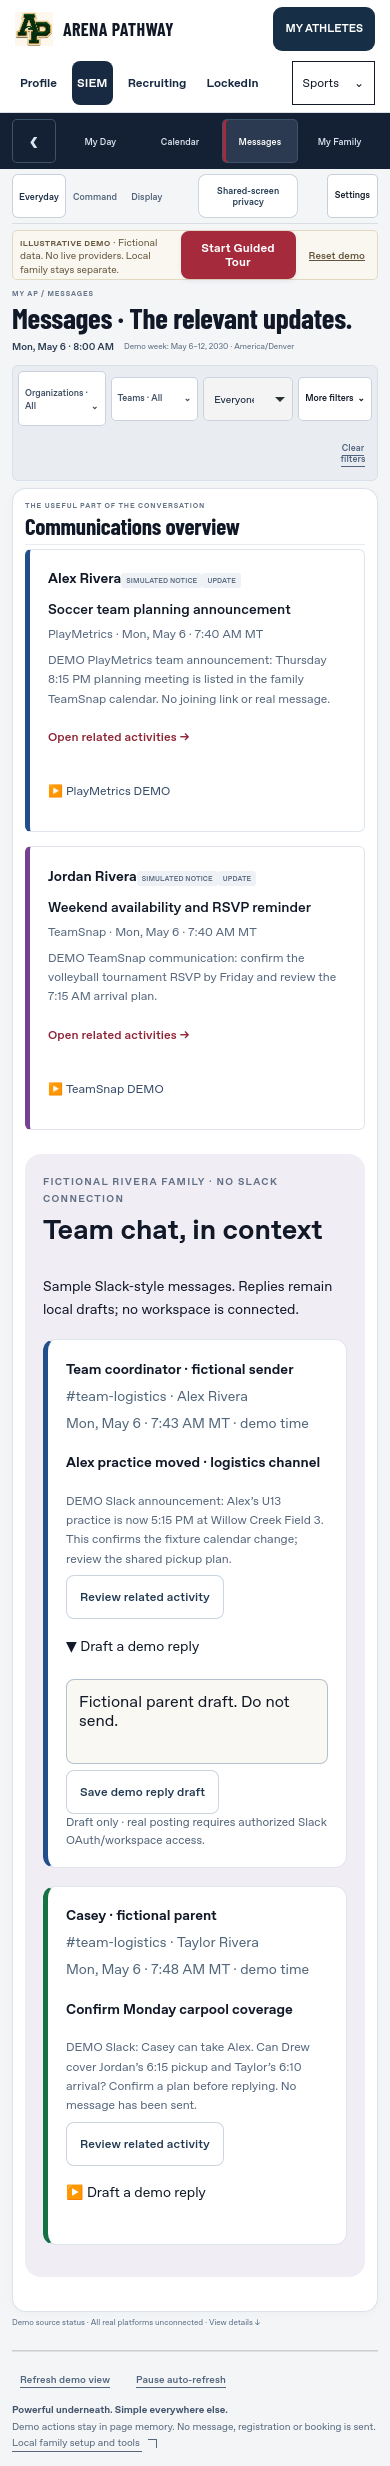 AP ARENA PATHWAY
MY ATHLETES
Profile SIEM Recruiting LockedIn Sports
My Day Calendar Messages My Family
Everyday Command Display Shared-screen privacy Settings
ILLUSTRATIVE DEMO · Fictional
data. No live providers. Local
family stays separate.
Start Guided
Tour
Reset demo
MY AP / MESSAGES
Messages · The relevant updates.
Mon, May 6 · 8:00 AM Demo week: May 6–12, 2030 · America/Denver
Organizations ·
All
Teams · All
Everyone
More filters
Clear
filters
THE USEFUL PART OF THE CONVERSATION
Communications overview
Alex Rivera SIMULATED NOTICE UPDATE
Soccer team planning announcement
PlayMetrics · Mon, May 6 · 7:40 AM MT
DEMO PlayMetrics team announcement: Thursday
8:15 PM planning meeting is listed in the family
TeamSnap calendar. No joining link or real message.
Open related activities →
▶ PlayMetrics DEMO
Jordan Rivera SIMULATED NOTICE UPDATE
Weekend availability and RSVP reminder
TeamSnap · Mon, May 6 · 7:40 AM MT
DEMO TeamSnap communication: confirm the
volleyball tournament RSVP by Friday and review the
7:15 AM arrival plan.
Open related activities →
▶ TeamSnap DEMO
FICTIONAL RIVERA FAMILY · NO SLACK
CONNECTION
Team chat, in context
Sample Slack-style messages. Replies remain
local drafts; no workspace is connected.
Team coordinator · fictional sender
#team-logistics · Alex Rivera
Mon, May 6 · 7:43 AM MT · demo time
Alex practice moved · logistics channel
DEMO Slack announcement: Alex’s U13
practice is now 5:15 PM at Willow Creek Field 3.
This confirms the fixture calendar change;
review the shared pickup plan.
Review related activity
▼ Draft a demo reply
Fictional parent draft. Do not
send.
Save demo reply draft
Draft only · real posting requires authorized Slack
OAuth/workspace access.
Casey · fictional parent
#team-logistics · Taylor Rivera
Mon, May 6 · 7:48 AM MT · demo time
Confirm Monday carpool coverage
DEMO Slack: Casey can take Alex. Can Drew
cover Jordan’s 6:15 pickup and Taylor’s 6:10
arrival? Confirm a plan before replying. No
message has been sent.
Review related activity
▶ Draft a demo reply
Demo source status · All real platforms unconnected · View details ↓
Refresh demo view Pause auto-refresh
Powerful underneath. Simple everywhere else.
Demo actions stay in page memory. No message, registration or booking is sent.
Local family setup and tools